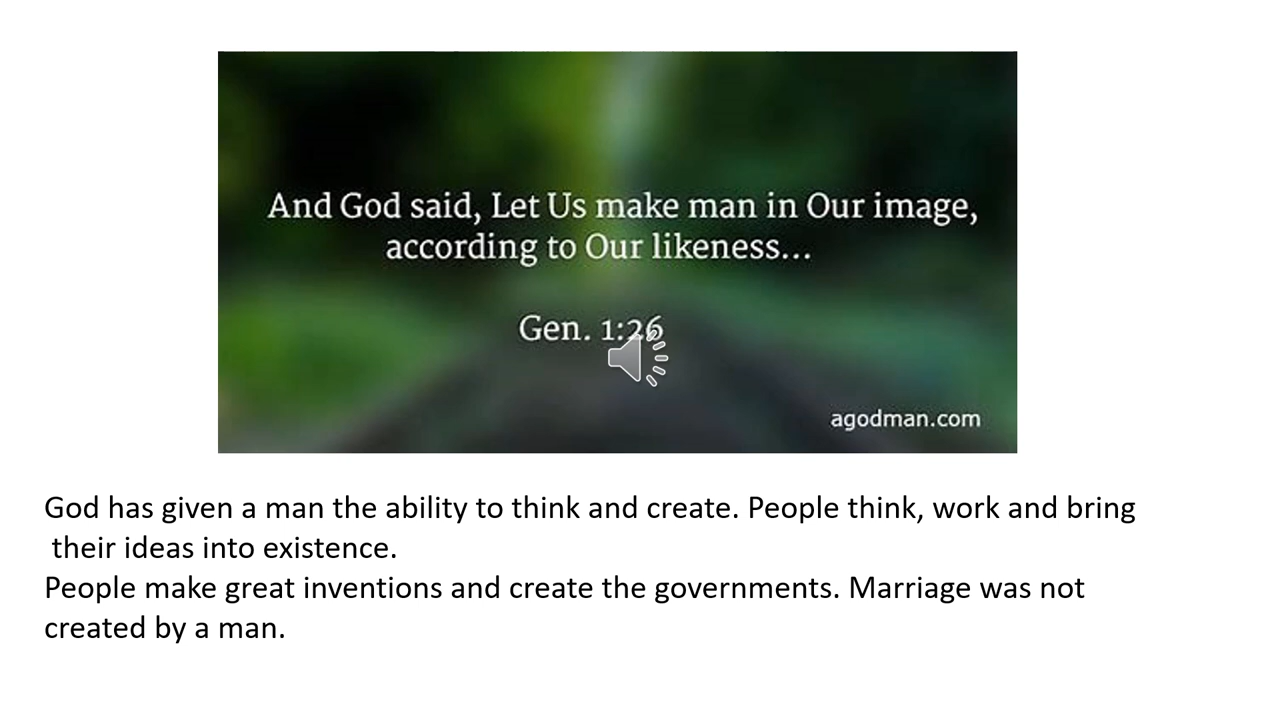 And God said, Let Us make man in Our image,
according to Our likeness...
Gen. 1:26
agodman.com
God has given a man the ability to think and create. People think, work and bring
their ideas into existence.
People make great inventions and create the governments. Marriage was not
created by a man.